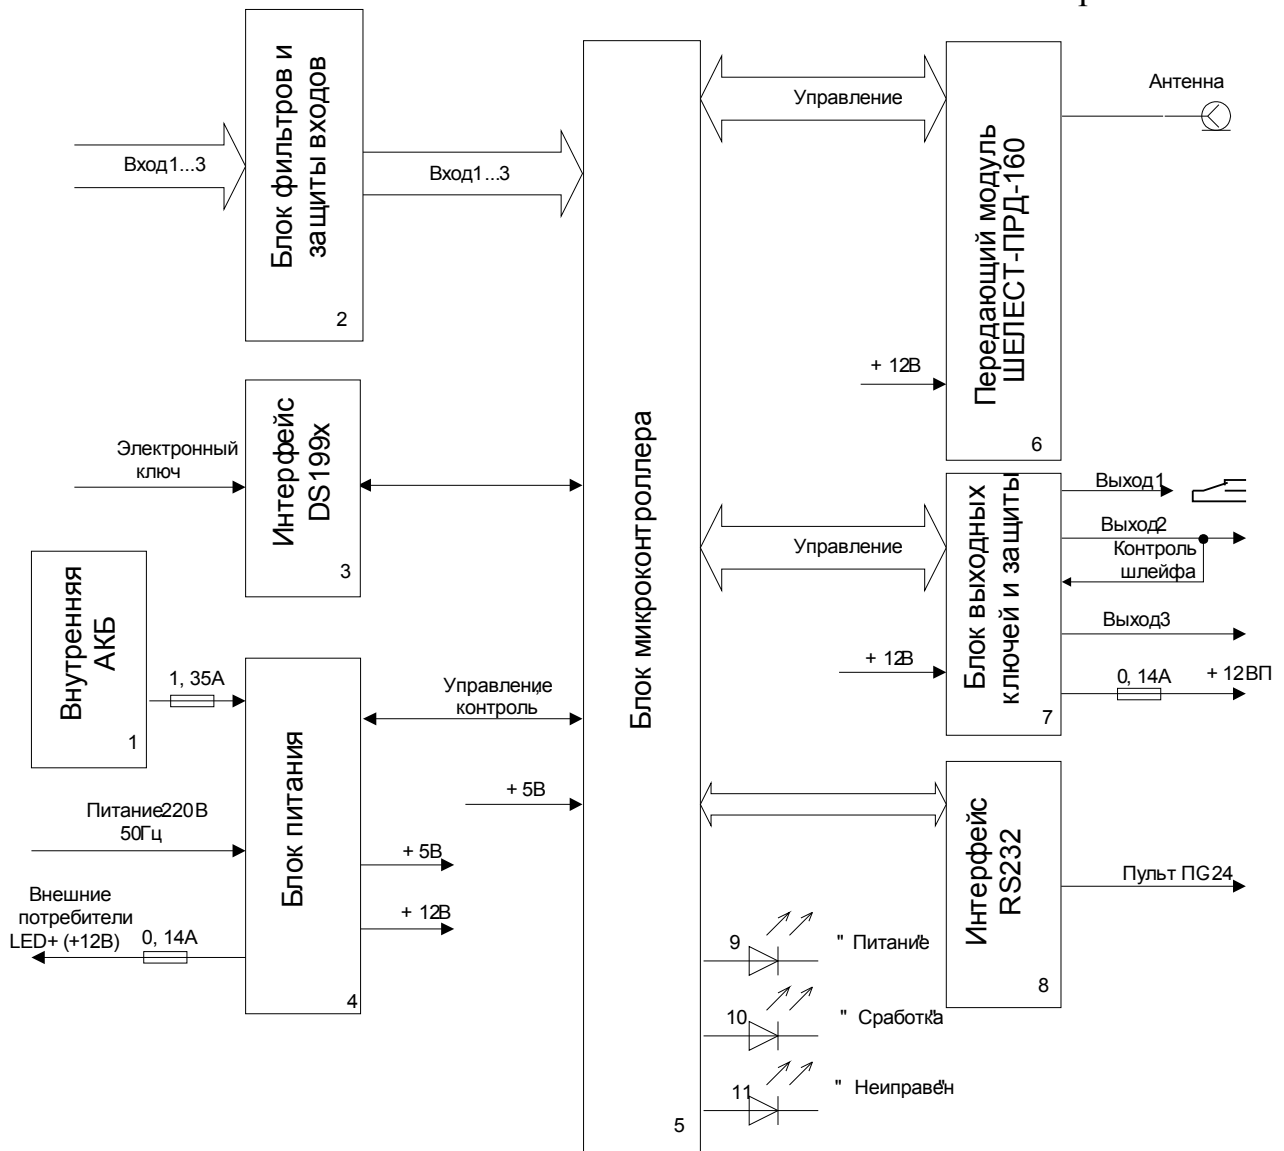 Блок фильтров и
защиты входов
2
Вход1...3
Вход1...3
Интерфейс
DS199x
3
Электронный
ключ
Внутренняя
АКБ
1
1, 35А
Блок питания
4
Питание220В
50Гц
Внешние
потребители
LED+ (+12В)
0, 14А
+ 5В
+ 12В
Управление,
контроль
+ 5В
Блок микроконтроллера
5
Управление
Передающий модуль
ШЕЛЕСТ-ПРД-160
6
Антенна
+ 12В
Управление
Блок выходных
ключей и защиты
7
+ 12В
Выход1
Выход2
Контроль
шлейфа
Выход3
0, 14А
+ 12ВП
Интерфейс
RS232
8
Пульт ПG24
9
" Питание"
10
" Сработка"
11
" Неиправен"